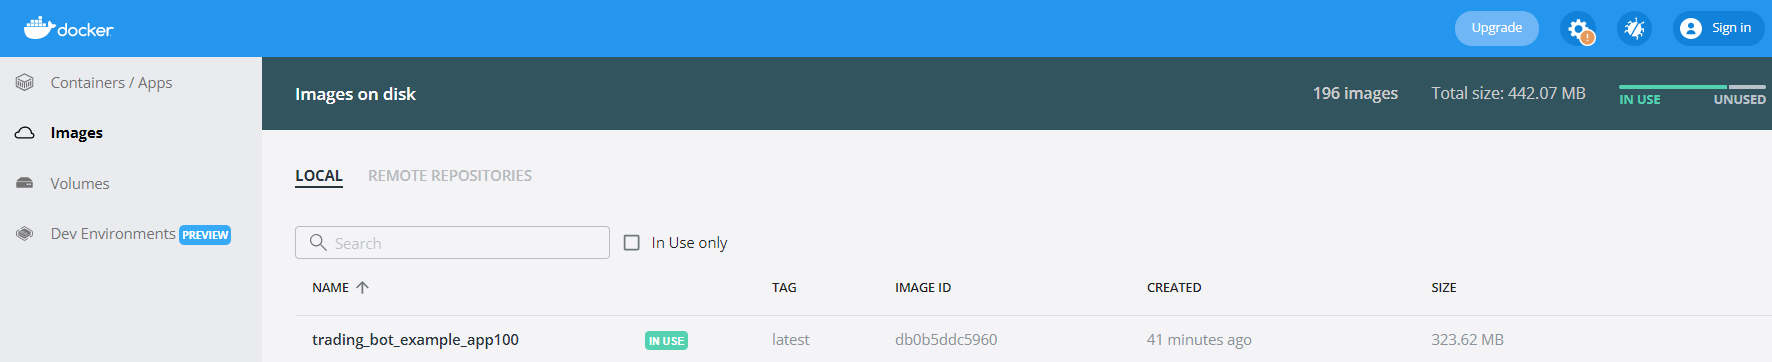 docker
Upgrade
!
Sign in
Containers / Apps
Images
Volumes
Dev Environments PREVIEW
Images on disk
196 images
Total size: 442.07 MB
IN USE
UNUSED
LOCAL
REMOTE REPOSITORIES
Search
In Use only
NAME TAG IMAGE ID CREATED SIZE
trading_bot_example_app100 IN USE latest db0b5ddc5960 41 minutes ago 323.62 MB